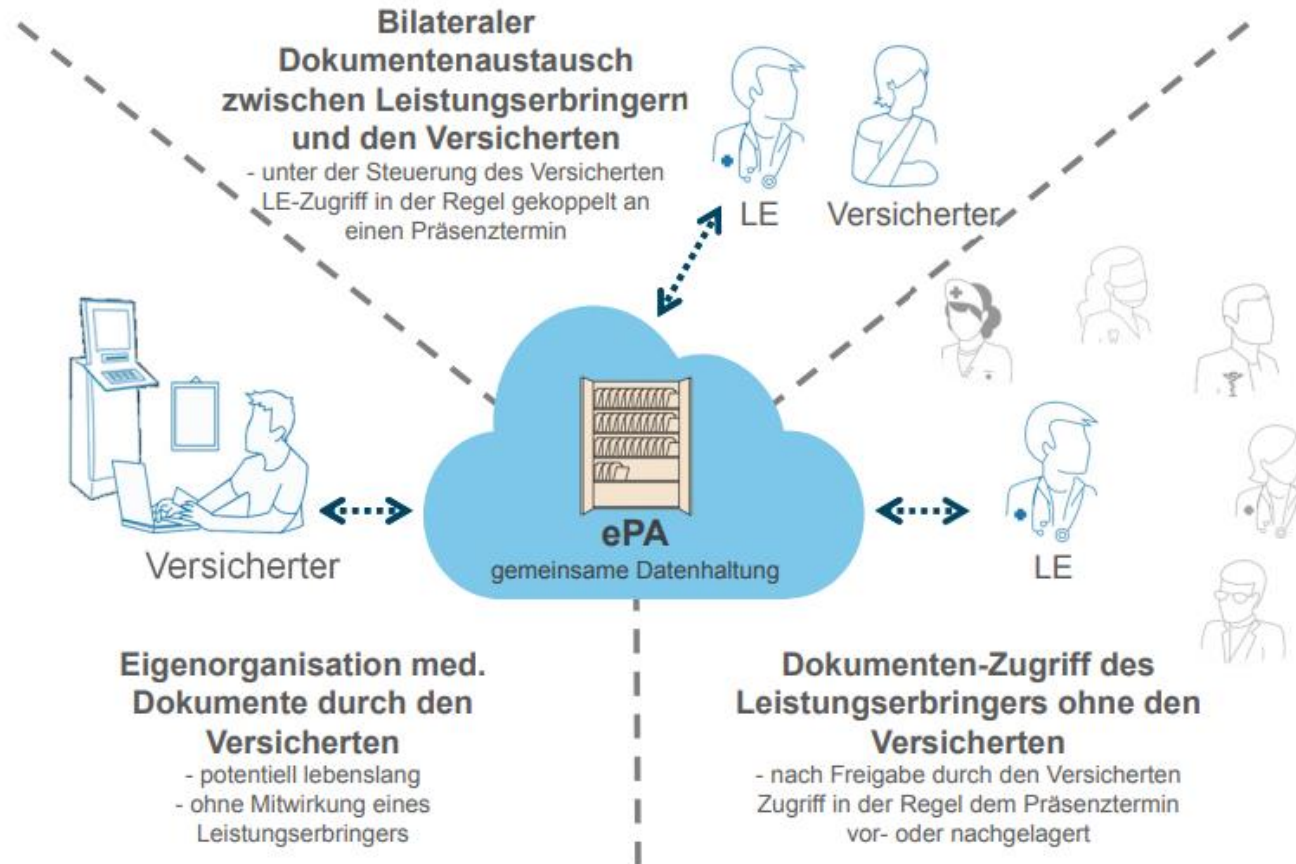 Bilateraler
Dokumentenaustausch
zwischen Leistungserbringern
und den Versicherten
- unter der Steuerung des Versicherten
LE-Zugriff in der Regel gekoppelt an
einen Präsenztermin
LE
Versicherter
Versicherter
ePA
gemeinsame Datenhaltung
LE
Eigenorganisation med.
Dokumente durch den
Versicherten
- potentiell lebenslang
- ohne Mitwirkung eines
Leistungserbringers
Dokumenten-Zugriff des
Leistungserbringers ohne den
Versicherten
- nach Freigabe durch den Versicherten
Zugriff in der Regel dem Präsenztermin
vor- oder nachgelagert